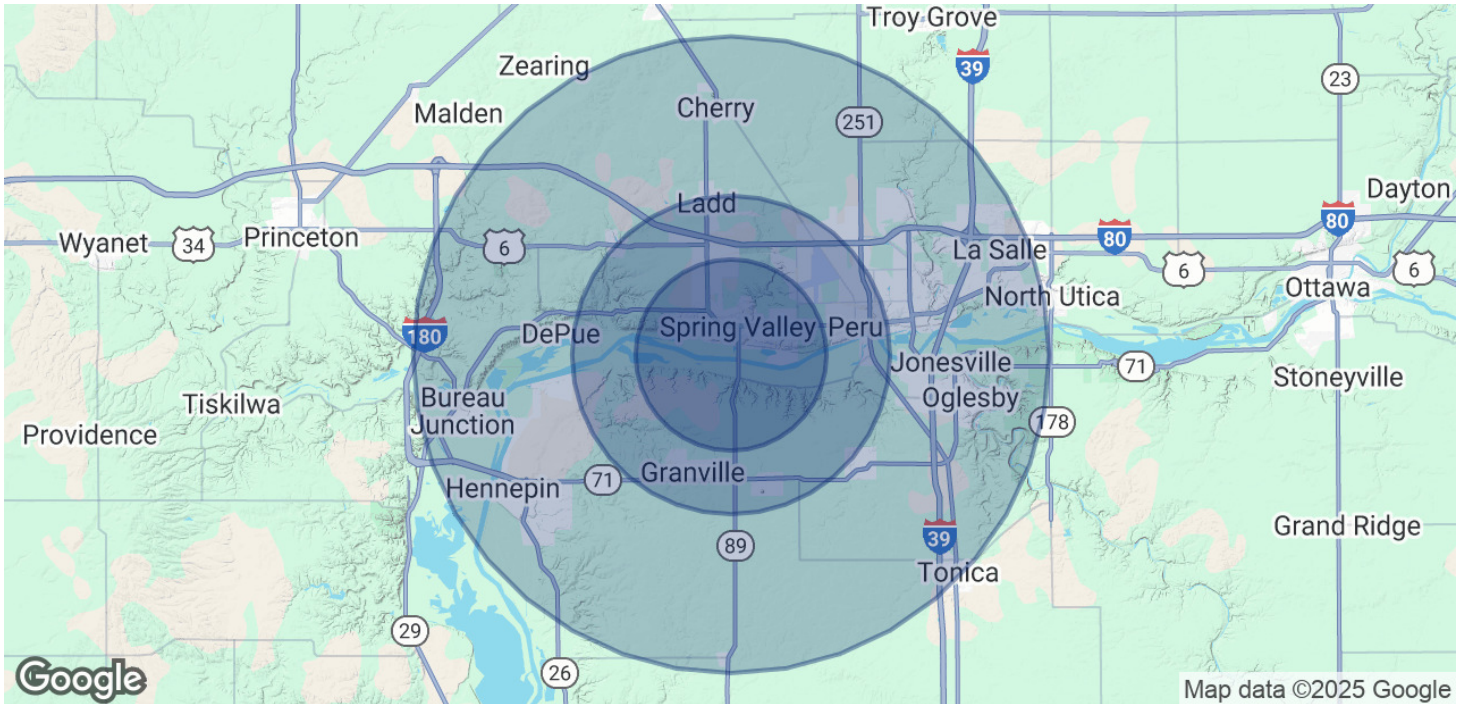 Troy Grove
Zearing
39
23
Malden
Cherry
251
Dayton
Ladd
80
Wyanet
34
Princeton
6
La Salle
80
6
6
Ottawa
North Utica
180
DePue
Spring Valley
Peru
Jonesville
71
Stoneyville
Tiskilwa
Bureau
Junction
Oglesby
178
Providence
Granville
71
Hennepin
Grand Ridge
39
89
Tonica
29
26
Google
Map data ©2025 Google